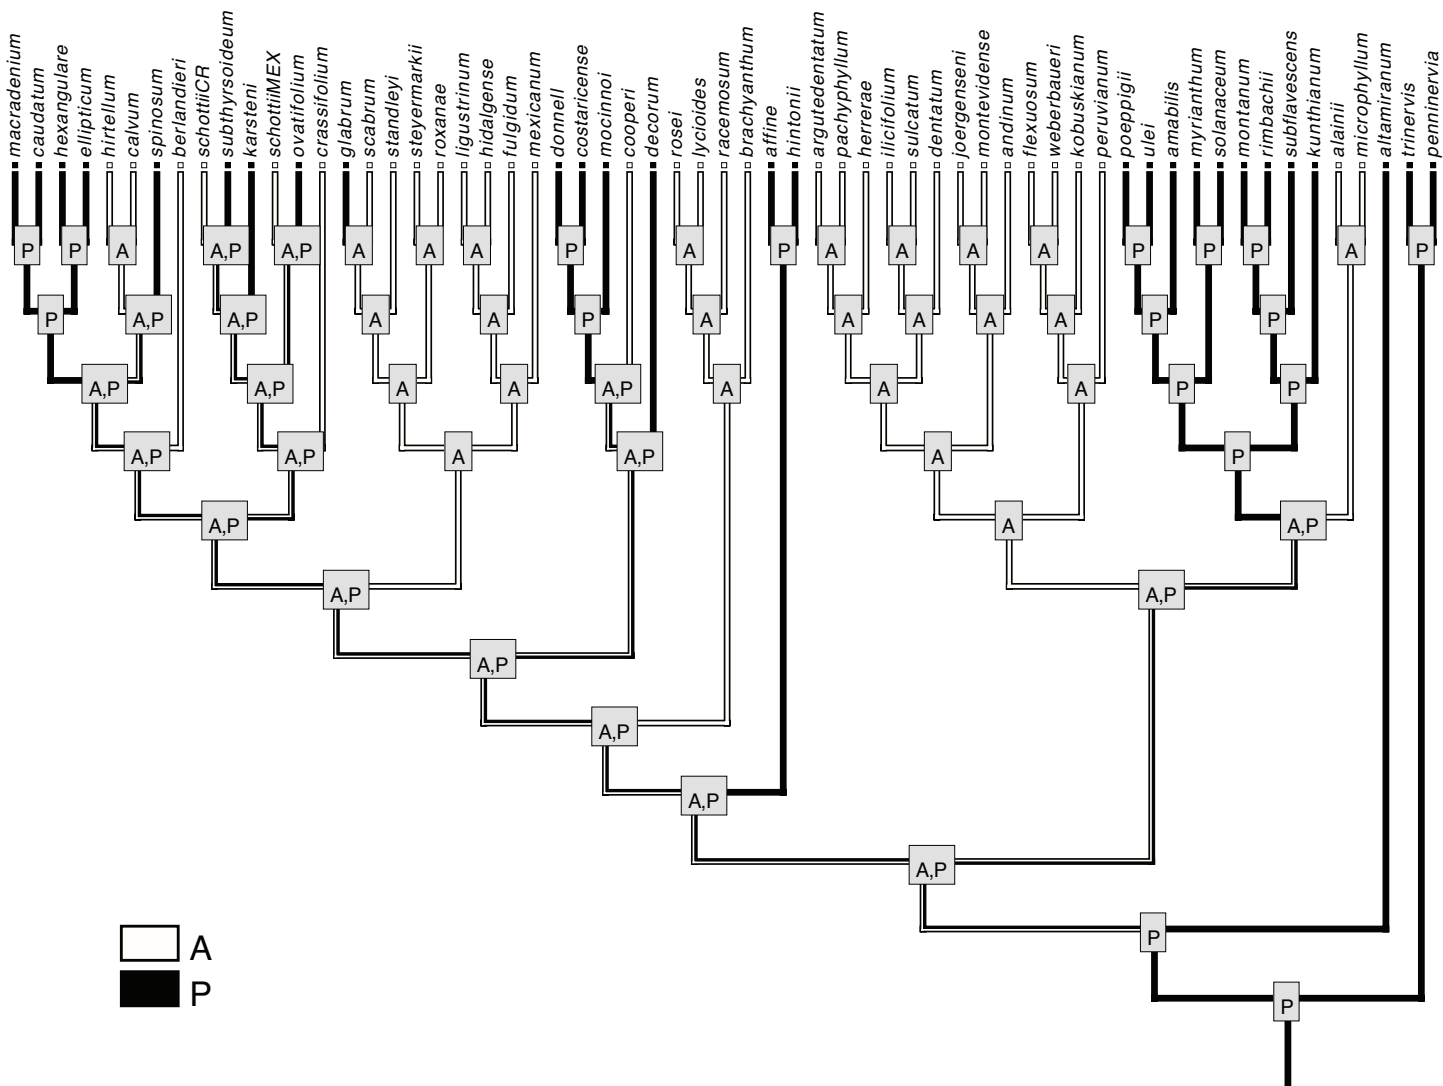 macradenium
caudatum
hexangulare
ellipticum
hirtellum
calvum
spinosum
berlandieri
schottiiCR
subthyrsoideum
karsteni
schottiiMEX
ovatifolium
crassifolium
glabrum
scabrum
standleyi
steyermarkii
roxanae
ligustrinum
hidalgense
fulgidum
mexicanum
donnell
costaricense
mocinnoi
cooperi
decorum
rosei
lycioides
racemosum
brachyanthum
affine
hintonii
argutedentatum
pachyphyllum
herrerae
ilicifolium
sulcatum
dentatum
joergenseni
montevidense
andinum
flexuosum
weberbaueri
kobuskianum
peruvianum
poeppigii
ulei
amabilis
myrianthum
solanaceum
montanum
rimbachii
subflavescens
kunthianum
alainii
microphyllum
altamiranum
trinervis
penninervia
P P A A,P A,P A A A P A P A A A A P P P A P
P A,P A,P A A P A A A A A P P
A,P A,P A A A,P A A A P P
A,P A,P A A,P A P
A,P A A,P
A,P A,P
A,P
A,P
A,P
A,P
P
A
P
P